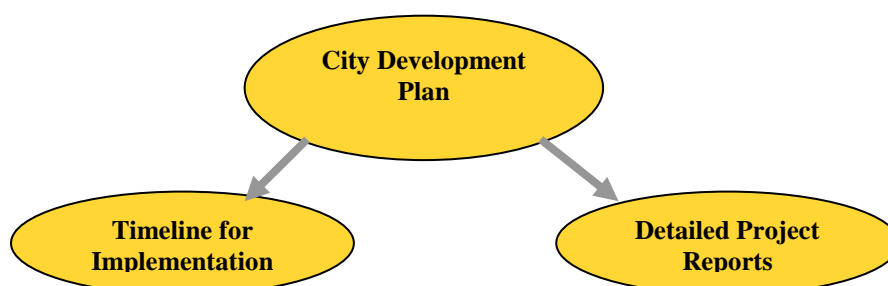 City Development
Plan
Timeline for
Implementation
Detailed Project
Reports